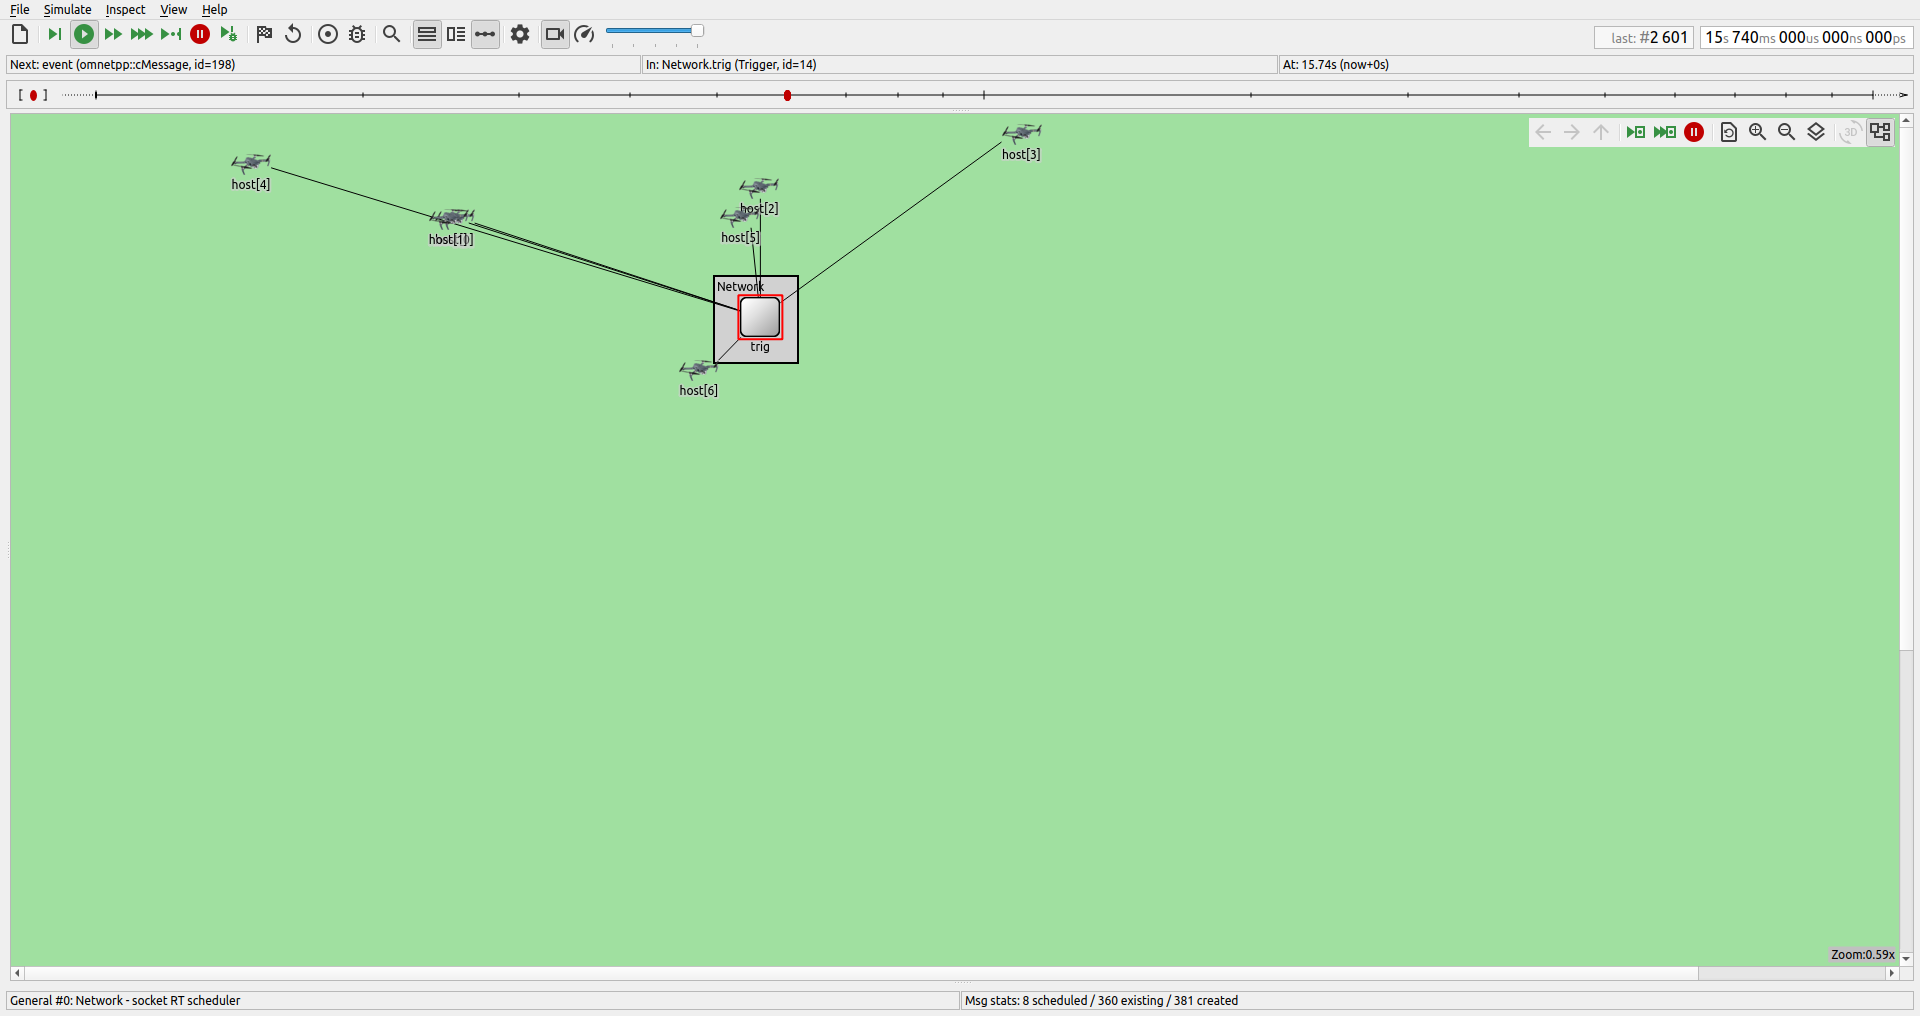 File Simulate Inspect View Help
last: #2 601
15s 740ms 000us 000ns 000ps
Next: event (omnetpp::cMessage, id=198)
In: Network.trig (Trigger, id=14)
At: 15.74s (now+0s)
[ ]
3D
host[3]
host[4]
host[2]
host[1]
host[5]
Network
trig
host[6]
Zoom:0.59x
General #0: Network - socket RT scheduler
Msg stats: 8 scheduled / 360 existing / 381 created